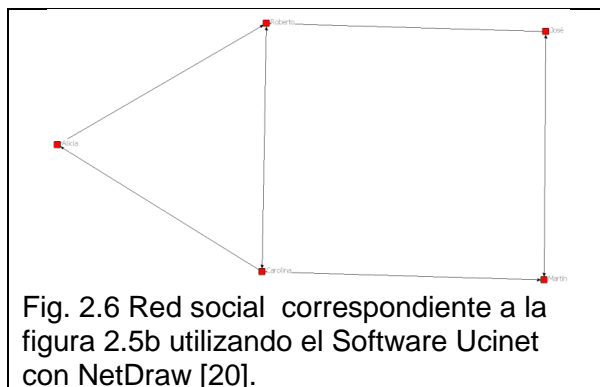 Roberto
José
Alicia
Carolina
Martín
Fig. 2.6 Red social correspondiente a la
figura 2.5b utilizando el Software Ucinet
con NetDraw [20].